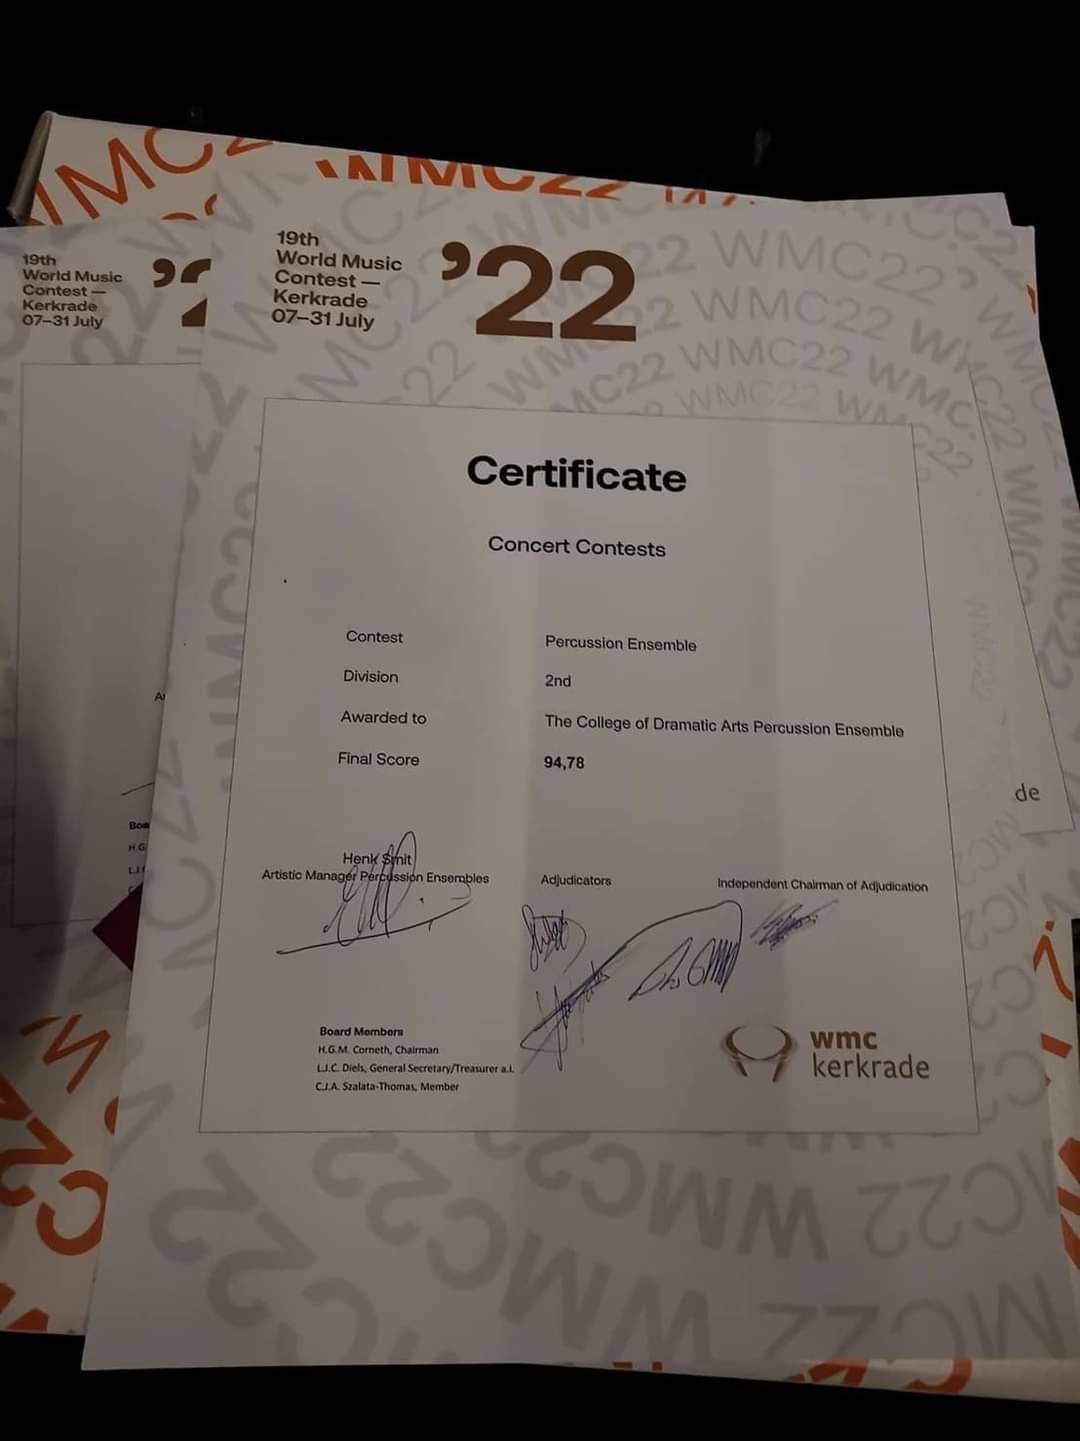 WMC22
WMC22
19th
World Music
Contest —
Kerkrade
07–31 July
19th
World Music
Contest —
Kerkrade
07–31 July
'22
WMC22
WMC22
WMC22
WMC22
Certificate
Concert Contests
Contest Percussion Ensemble
Division 2nd
Awarded to The College of Dramatic Arts Percussion Ensemble
Final Score 94,78
de
Henk Smit
Artistic Manager Percussion Ensembles
Adjudicators
Independent Chairman of Adjudication
Board Members
H.G.M. Corneth, Chairman
L.J.C. Diels, General Secretary/Treasurer a.i.
C.J.A. Szalata-Thomas, Member
wmc
kerkrade